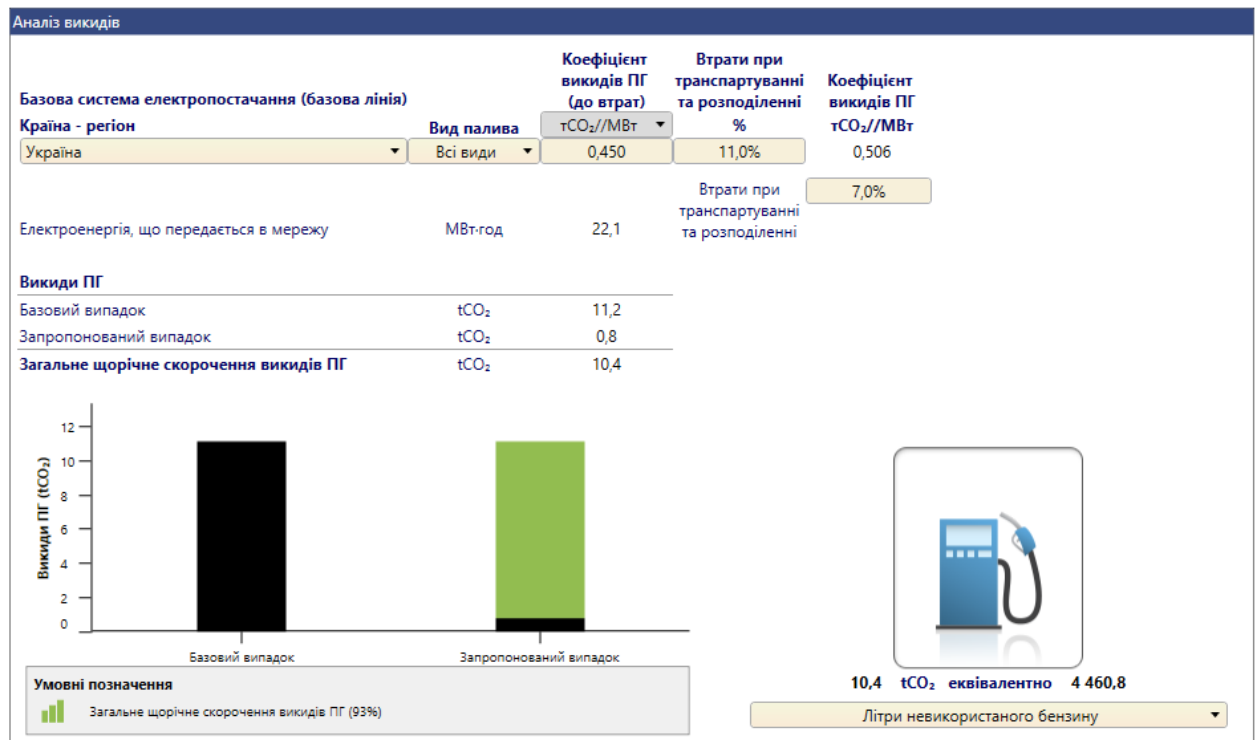 Аналіз викидів
Коефіцієнт Втрати при
викидів ПГ транспартуванні Коефіцієнт
Базова система електропостачання (базова лінія) (до втрат) та розподіленні викидів ПГ
Країна - регіон Вид палива тCO₂//МВт % тCO₂//МВт
Україна Всі види 0,450 11,0% 0,506
Втрати при 7,0%
транспартуванні
Електроенергія, що передається в мережу МВт·год 22,1 та розподіленні
Викиди ПГ
Базовий випадок tCO₂ 11,2
Запропонований випадок tCO₂ 0,8
Загальне щорічне скорочення викидів ПГ tCO₂ 10,4
Викиди ПГ (tCO₂)
12
10
8
6
4
2
0
Базовий випадок Запропонований випадок
Умовні позначення
Загальне щорічне скорочення викидів ПГ (93%)
10,4 tCO₂ еквівалентно 4 460,8
Літри невикористаного бензину